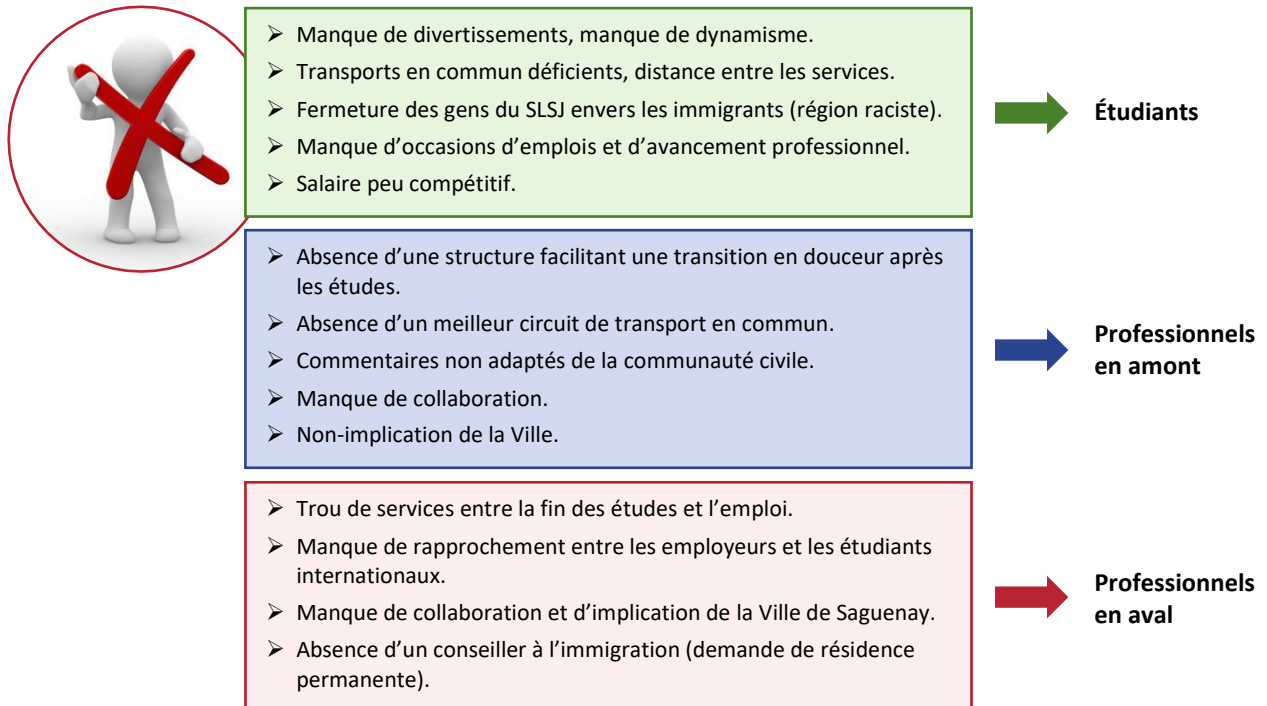 ➢ Manque de divertissements, manque de dynamisme.
➢ Transports en commun déficients, distance entre les services.
➢ Fermeture des gens du SLSJ envers les immigrants (région raciste).
➢ Manque d’occasions d’emplois et d’avancement professionnel.
➢ Salaire peu compétitif.
Étudiants
➢ Absence d’une structure facilitant une transition en douceur après
les études.
➢ Absence d’un meilleur circuit de transport en commun.
➢ Commentaires non adaptés de la communauté civile.
➢ Manque de collaboration.
➢ Non-implication de la Ville.
Professionnels
en amont
➢ Trou de services entre la fin des études et l’emploi.
➢ Manque de rapprochement entre les employeurs et les étudiants
internationaux.
➢ Manque de collaboration et d’implication de la Ville de Saguenay.
➢ Absence d’un conseiller à l’immigration (demande de résidence
permanente).
Professionnels
en aval